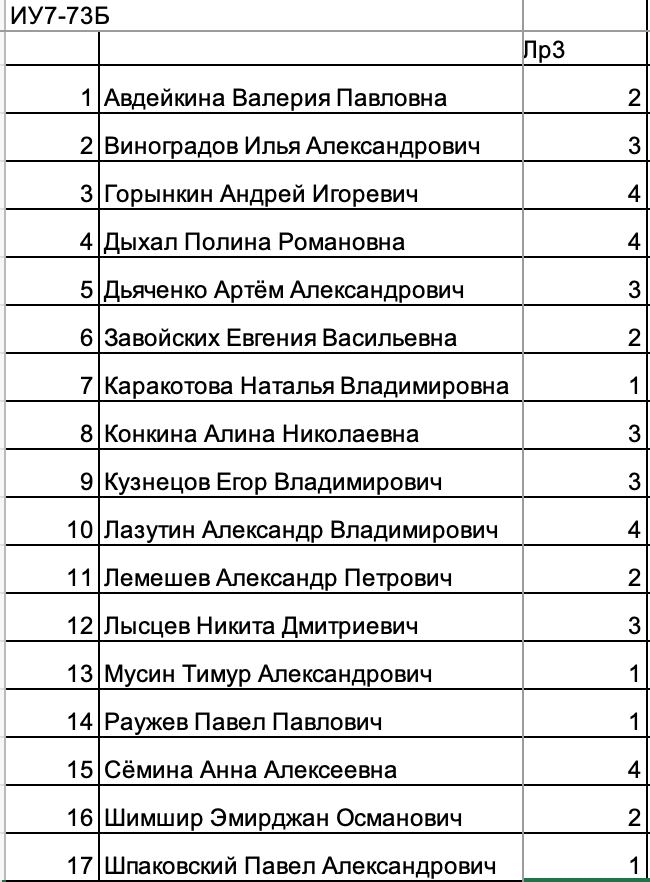 ИУ7-73Б
Лр3
1 Авдейкина Валерия Павловна 2
2 Виноградов Илья Александрович 3
3 Горынкин Андрей Игоревич 4
4 Дыхал Полина Романовна 4
5 Дьяченко Артём Александрович 3
6 Завойских Евгения Васильевна 2
7 Каракотова Наталья Владимировна 1
8 Конкина Алина Николаевна 3
9 Кузнецов Егор Владимирович 3
10 Лазутин Александр Владимирович 4
11 Лемешев Александр Петрович 2
12 Лысцев Никита Дмитриевич 3
13 Мусин Тимур Александрович 1
14 Раужев Павел Павлович 1
15 Сёмина Анна Алексеевна 4
16 Шимшир Эмирджан Османович 2
17 Шпаковский Павел Александрович 1